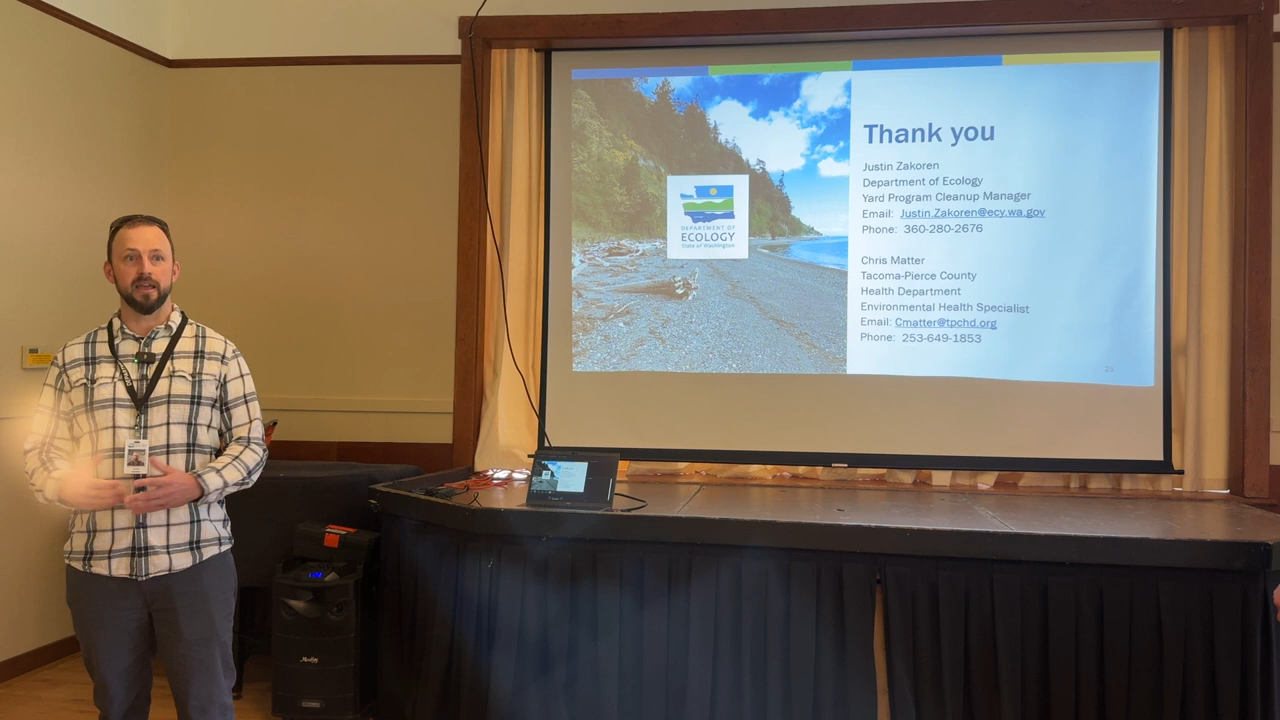 Thank you
Justin Zakoren
Department of Ecology
Yard Program Cleanup Manager
Email: Justin.Zakoren@ecy.wa.gov
Phone: 360-280-2676
Chris Matter
Tacoma-Pierce County
Health Department
Environmental Health Specialist
Email: Cmatter@tpchd.org
Phone: 253-649-1853
25
DEPARTMENT OF
ECOLOGY
State of Washington